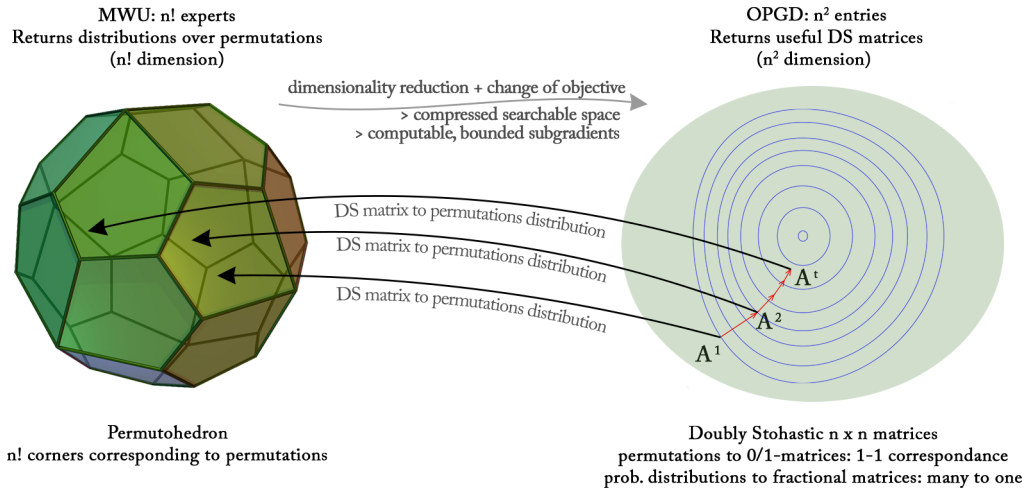 MWU: n! experts
Returns distributions over permutations
(n! dimension)
OPGD: n² entries
Returns useful DS matrices
(n² dimension)
dimensionality reduction + change of objective
> compressed searchable space
> computable, bounded subgradients
DS matrix to permutations distribution
DS matrix to permutations distribution
DS matrix to permutations distribution
Aᵗ
A²
A¹
Permutohedron
n! corners corresponding to permutations
Doubly Stohastic n x n matrices
permutations to 0/1-matrices: 1-1 correspondance
prob. distributions to fractional matrices: many to one